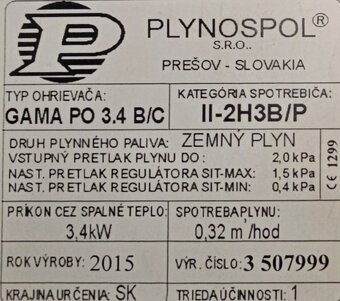 P
PLYNOSPOL®
S.R.O..
PREŠOV - SLOVAKIA
TYP OHRIEVAČA:
GAMA PO 3.4 B/C
KATEGÓRIA SPOTREBIČA:
II-2H3B/P
DRUH PLYNNÉHO PALIVA: ZEMNÝ PLYN
VSTUPNÝ PRETLAK PLYNU DO: 2,0 kPa
NAST. PRETLAK REGULÁTORA SIT-MAX: 1,5 kPa
NAST. PRETLAK REGULÁTORA SIT-MIN: 0,4 kPa
CE 1299
PRÍKON CEZ SPALNÉ TEPLO:
3,4kW
SPOTREBA PLYNU:
0,32 m³/hod
ROK VÝROBY: 2015
VÝR. ČÍSLO: 3 507999
KRAJINA URČENIA: SK
TRIEDA ÚČINNOSTI: 1